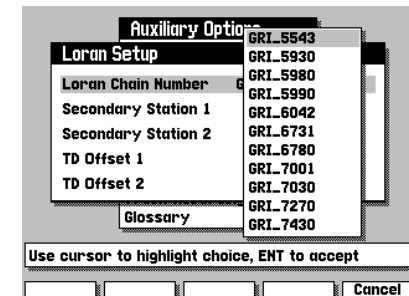 Auxiliary Optio
Loran Setup
Loran Chain Number G
Secondary Station 1
Secondary Station 2
TD Offset 1
TD Offset 2
GRI_5543
GRI_5930
GRI_5980
GRI_5990
GRI_6042
GRI_6731
GRI_6780
GRI_7001
GRI_7030
GRI_7270
GRI_7430
Glossary
Use cursor to highlight choice, ENT to accept
Cancel